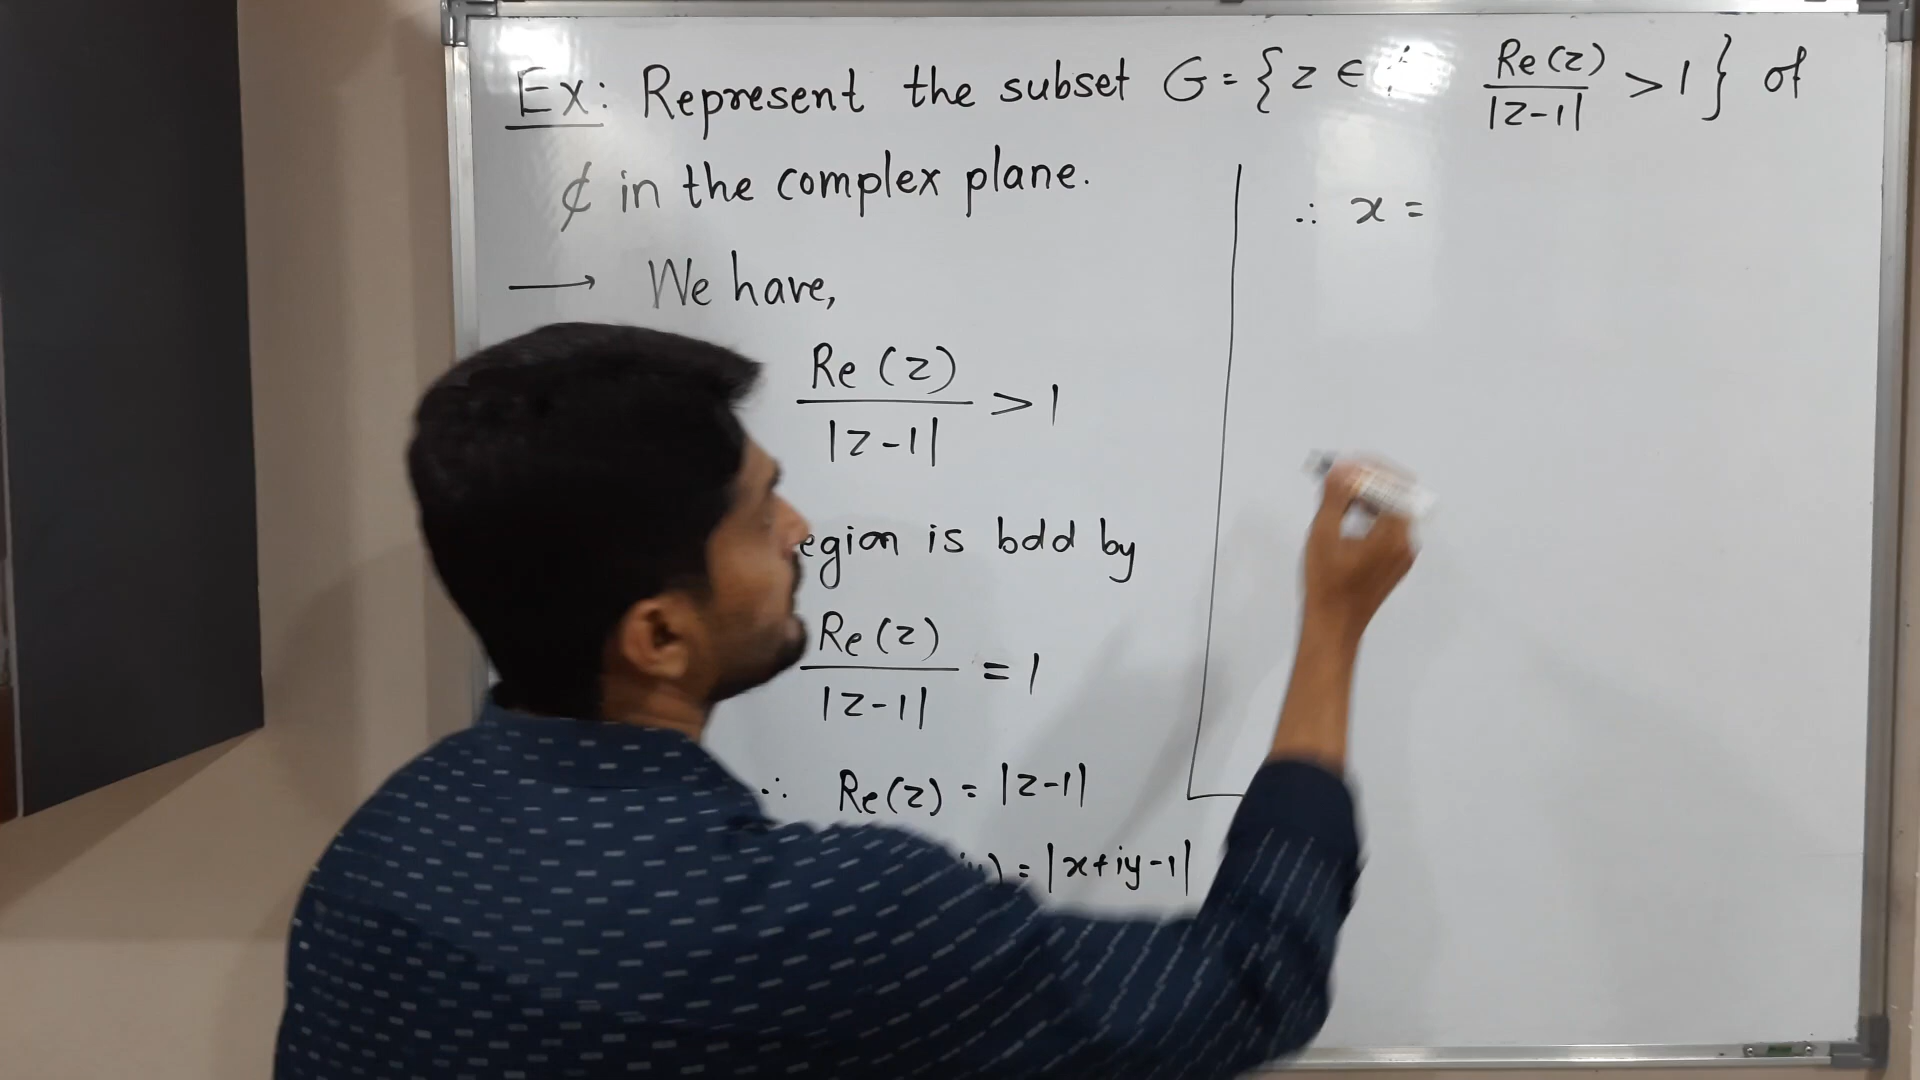 Ex: Represent the subset G = {z ∈ Re(z)/|z-1| > 1} of
₵ in the complex plane.
⟶ We have,
Re(z)/|z-1| > 1
egion is bdd by
Re(z)/|z-1| = 1
∴ Re(z) = |z-1|
) = |x+iy-1|
∴ x =